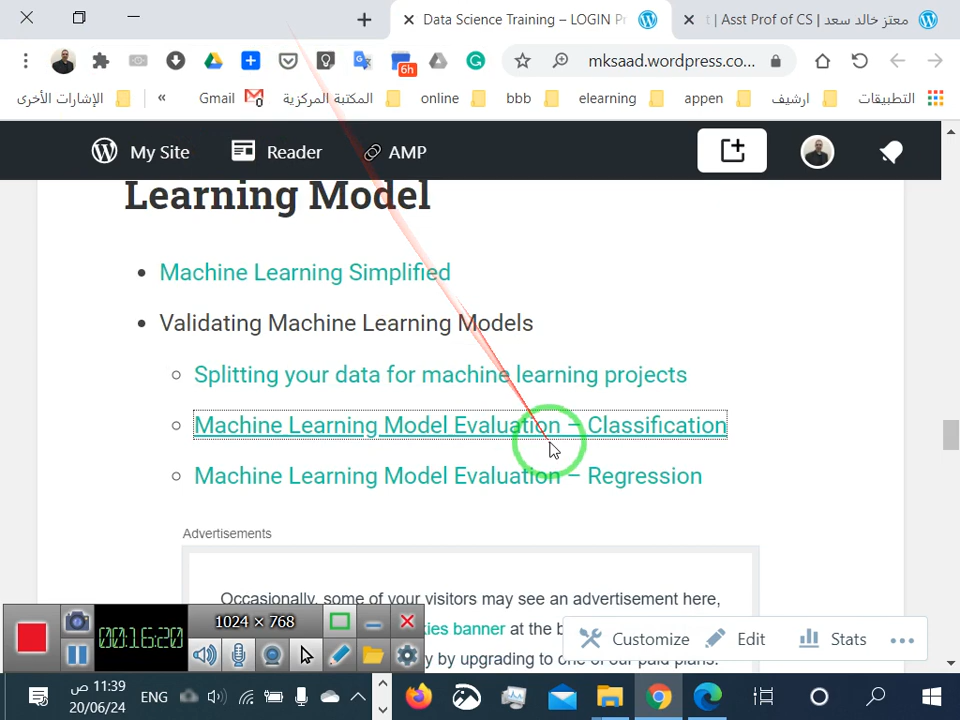 Data Science Training – LOGIN Pr
معتز خالد سعد | Asst Prof of CS | t
6h
mksaad.wordpress.co...
الإشارات الأخرى
»
Gmail
المكتبة المركزية
online
bbb
elearning
appen
ارشيف
التطبيقات
My Site
Reader
AMP
Learning Model
Machine Learning Simplified
Validating Machine Learning Models
Splitting your data for machine learning projects
Machine Learning Model Evaluation – Classification
Machine Learning Model Evaluation – Regression
Advertisements
Occasionally, some of your visitors may see an advertisement here,
kies banner at the b
y by upgrading to one of our paid plans.
1024 × 768
00:16:30
Customize
Edit
Stats
ENG
11:39 ص
20/06/24